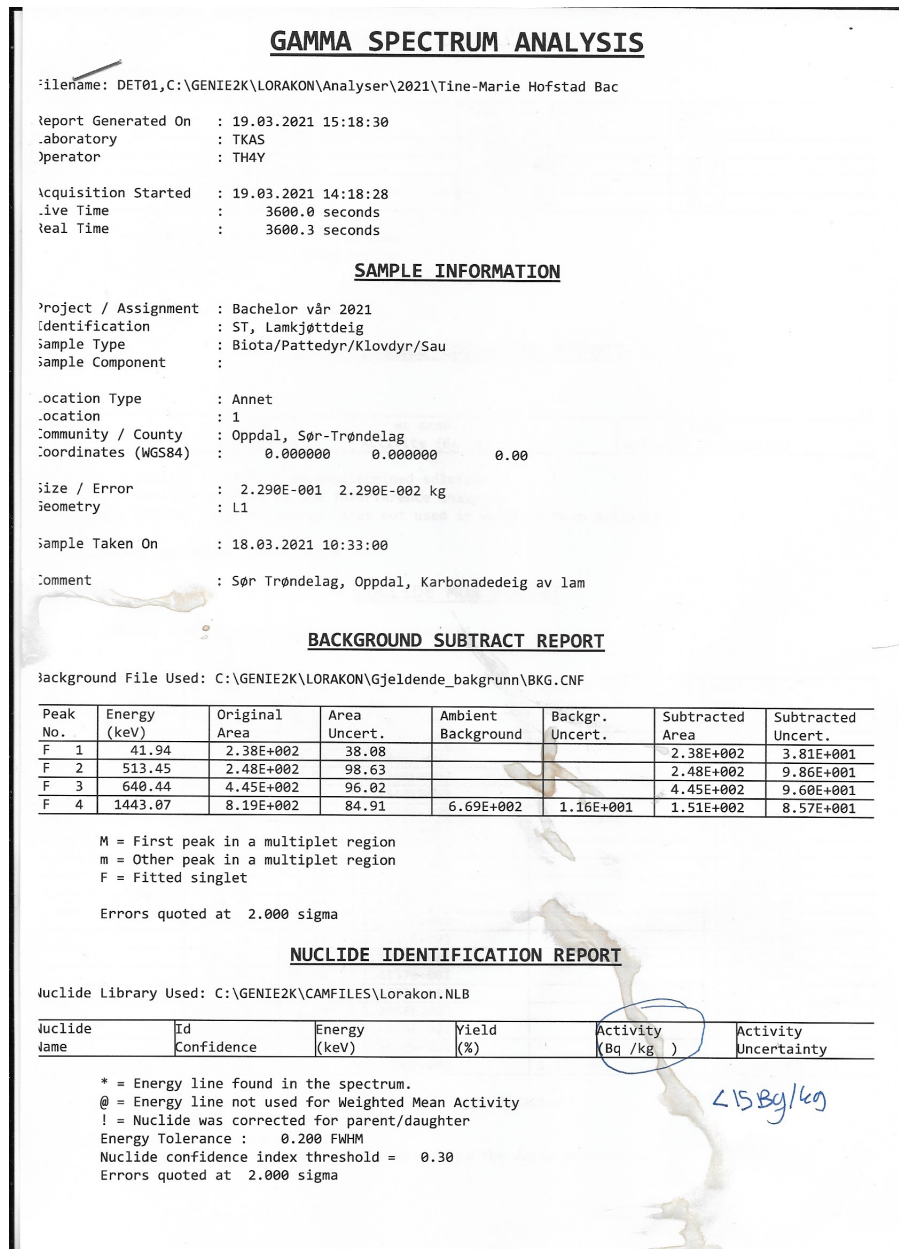 GAMMA SPECTRUM ANALYSIS
Filename: DET01,C:\GENIE2K\LORAKON\Analyser\2021\Tine-Marie Hofstad Bac
Report Generated On : 19.03.2021 15:18:30
Laboratory : TKAS
Operator : TH4Y
Acquisition Started : 19.03.2021 14:18:28
Live Time : 3600.0 seconds
Real Time : 3600.3 seconds
SAMPLE INFORMATION
Project / Assignment : Bachelor vår 2021
Identification : ST, Lamkjøttdeig
Sample Type : Biota/Pattedyr/Klovdyr/Sau
Sample Component :
Location Type : Annet
Location : 1
Community / County : Oppdal, Sør-Trøndelag
Coordinates (WGS84) : 0.000000 0.000000 0.00
Size / Error : 2.290E-001 2.290E-002 kg
Geometry : L1
Sample Taken On : 18.03.2021 10:33:00
Comment : Sør Trøndelag, Oppdal, Karbonadedeig av lam
BACKGROUND SUBTRACT REPORT
Background File Used: C:\GENIE2K\LORAKON\Gjeldende_bakgrunn\BKG.CNF
Peak Energy Original Area Ambient Backgr. Subtracted Subtracted
No. (keV) Area Uncert. Background Uncert. Area Uncert.
F 1 41.94 2.38E+002 38.08 2.38E+002 3.81E+001
F 2 513.45 2.48E+002 98.63 2.48E+002 9.86E+001
F 3 640.44 4.45E+002 96.02 4.45E+002 9.60E+001
F 4 1443.07 8.19E+002 84.91 6.69E+002 1.16E+001 1.51E+002 8.57E+001
M = First peak in a multiplet region
m = Other peak in a multiplet region
F = Fitted singlet
Errors quoted at 2.000 sigma
NUCLIDE IDENTIFICATION REPORT
Nuclide Library Used: C:\GENIE2K\CAMFILES\Lorakon.NLB
Nuclide Id Energy Yield Activity Activity
Name Confidence (keV) (%) (Bq /kg ) Uncertainty
* = Energy line found in the spectrum.
@ = Energy line not used for Weighted Mean Activity
<15 Bq/kg
! = Nuclide was corrected for parent/daughter
Energy Tolerance : 0.200 FWHM
Nuclide confidence index threshold = 0.30
Errors quoted at 2.000 sigma